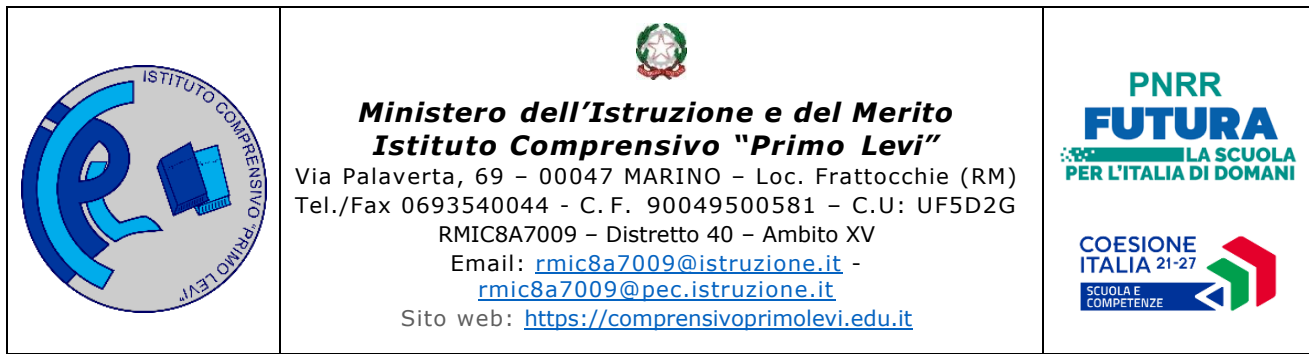 ISTITUTO COMPRENSIVO "PRIMO LEVI"
Ministero dell’Istruzione e del Merito
Istituto Comprensivo “Primo Levi”
Via Palaverta, 69 – 00047 MARINO – Loc. Frattocchie (RM)
Tel./Fax 0693540044 - C. F. 90049500581 – C.U: UF5D2G
RMIC8A7009 – Distretto 40 – Ambito XV
Email: rmic8a7009@istruzione.it -
rmic8a7009@pec.istruzione.it
Sito web: https://comprensivoprimolevi.edu.it
PNRR
FUTURA
LA SCUOLA
PER L'ITALIA DI DOMANI
COESIONE
ITALIA 21-27
SCUOLA E
COMPETENZE